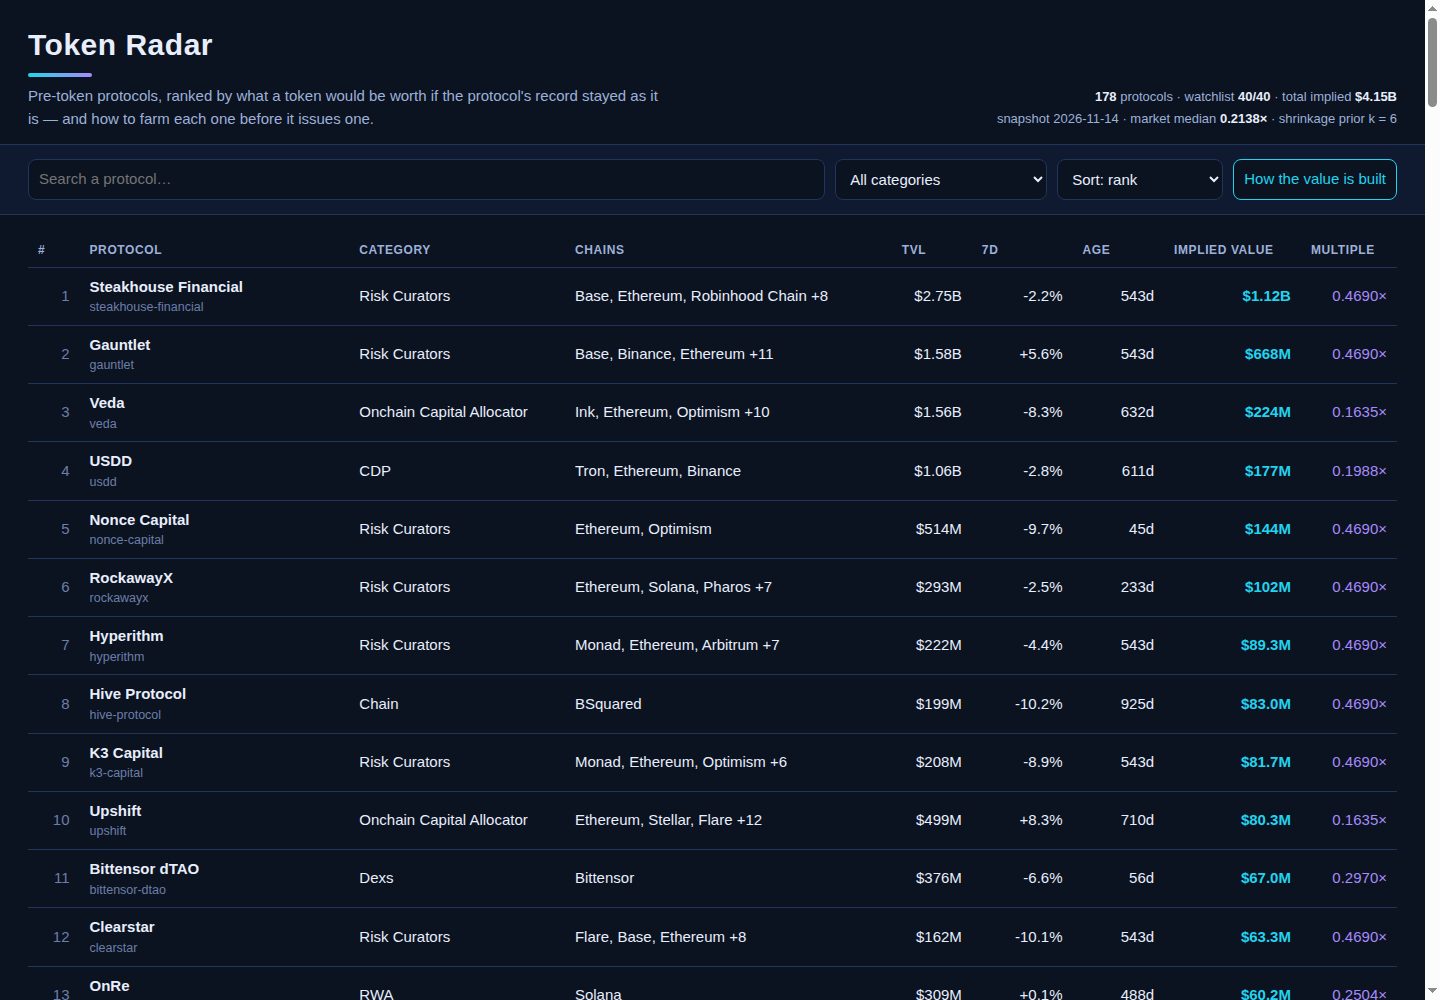 Token Radar
Pre-token protocols, ranked by what a token would be worth if the protocol's record stayed as it
is — and how to farm each one before it issues one.
178 protocols · watchlist 40/40 · total implied $4.15B
snapshot 2026-11-14 · market median 0.2138× · shrinkage prior k = 6
Search a protocol… All categories Sort: rank How the value is built
# PROTOCOL CATEGORY CHAINS TVL 7D AGE IMPLIED VALUE MULTIPLE
1 Steakhouse Financial Risk Curators Base, Ethereum, Robinhood Chain +8 $2.75B -2.2% 543d $1.12B 0.4690×
steakhouse-financial
2 Gauntlet Risk Curators Base, Binance, Ethereum +11 $1.58B +5.6% 543d $668M 0.4690×
gauntlet
3 Veda Onchain Capital Allocator Ink, Ethereum, Optimism +10 $1.56B -8.3% 632d $224M 0.1635×
veda
4 USDD CDP Tron, Ethereum, Binance $1.06B -2.8% 611d $177M 0.1988×
usdd
5 Nonce Capital Risk Curators Ethereum, Optimism $514M -9.7% 45d $144M 0.4690×
nonce-capital
6 RockawayX Risk Curators Ethereum, Solana, Pharos +7 $293M -2.5% 233d $102M 0.4690×
rockawayx
7 Hyperithm Risk Curators Monad, Ethereum, Arbitrum +7 $222M -4.4% 543d $89.3M 0.4690×
hyperithm
8 Hive Protocol Chain BSquared $199M -10.2% 925d $83.0M 0.4690×
hive-protocol
9 K3 Capital Risk Curators Monad, Ethereum, Optimism +6 $208M -8.9% 543d $81.7M 0.4690×
k3-capital
10 Upshift Onchain Capital Allocator Ethereum, Stellar, Flare +12 $499M +8.3% 710d $80.3M 0.1635×
upshift
11 Bittensor dTAO Dexs Bittensor $376M -6.6% 56d $67.0M 0.2970×
bittensor-dtao
12 Clearstar Risk Curators Flare, Base, Ethereum +8 $162M -10.1% 543d $63.3M 0.4690×
clearstar
13 OnRe RWA Solana $309M +0.1% 488d $60.2M 0.2504×